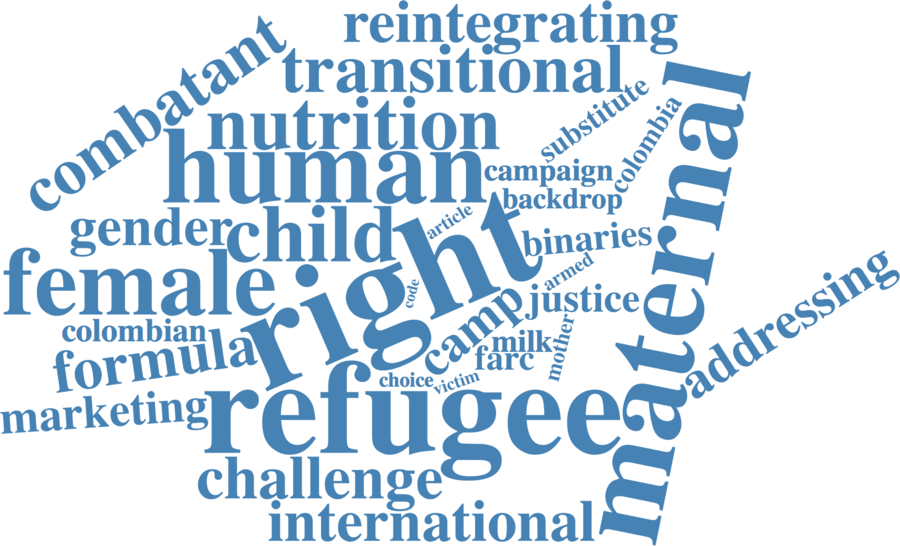 reintegrating
combatant
transitional
maternal
nutrition
substitute
colombia
human
campaign
backdrop
gender
child
article
right
binaries
female
armed
code
justice
addressing
colombian
camp
formula
milk
mother
farc
choice
victim
marketing
refugee
challenge
international